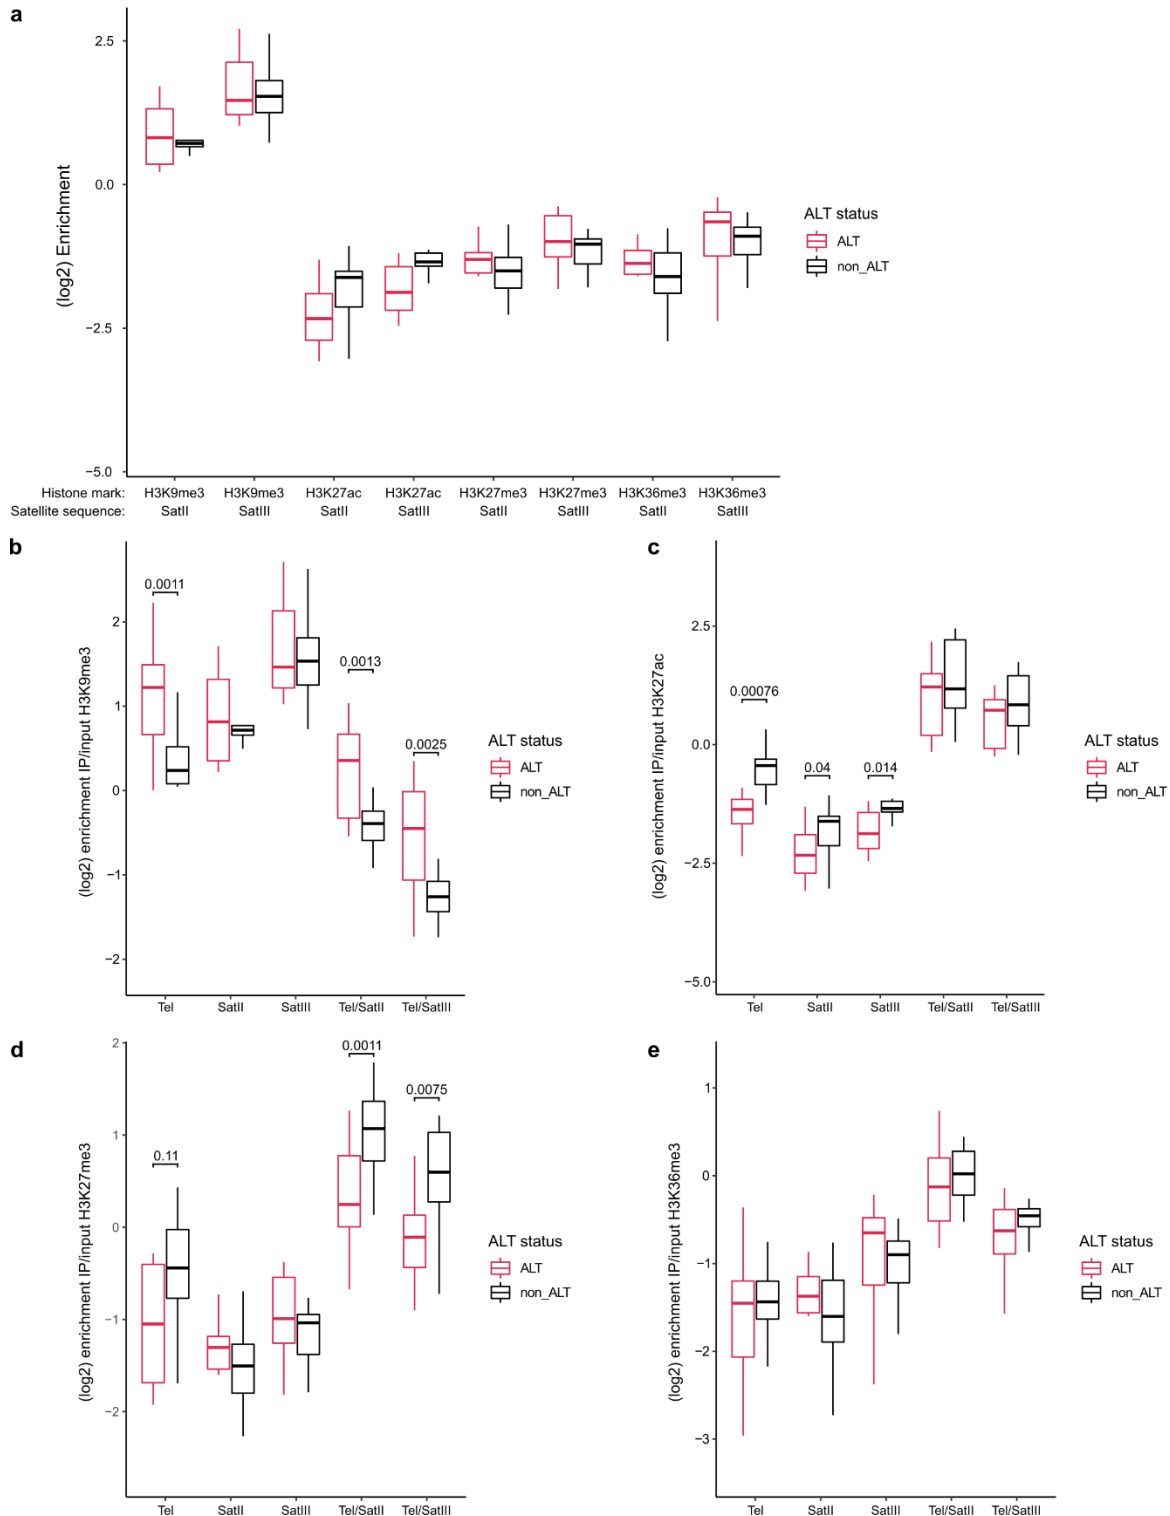 a
2.5
0.0
−2.5
−5.0
(log2) Enrichment
ALT status
ALT
non_ALT
Histone mark: H3K9me3 H3K9me3 H3K27ac H3K27ac H3K27me3 H3K27me3 H3K36me3 H3K36me3
Satellite sequence: SatII SatIII SatII SatIII SatII SatIII SatII SatIII
b
2
1
0
−1
−2
(log2) enrichment IP/input H3K9me3
0.0011
0.0013
0.0025
ALT status
ALT
non_ALT
Tel SatII SatIII Tel/SatII Tel/SatIII
c
2.5
0.0
−2.5
−5.0
(log2) enrichment IP/input H3K27ac
0.00076
0.04
0.014
ALT status
ALT
non_ALT
Tel SatII SatIII Tel/SatII Tel/SatIII
d
2
1
0
−1
−2
(log2) enrichment IP/input H3K27me3
0.11
0.0011
0.0075
ALT status
ALT
non_ALT
Tel SatII SatIII Tel/SatII Tel/SatIII
e
1
0
−1
−2
−3
(log2) enrichment IP/input H3K36me3
ALT status
ALT
non_ALT
Tel SatII SatIII Tel/SatII Tel/SatIII